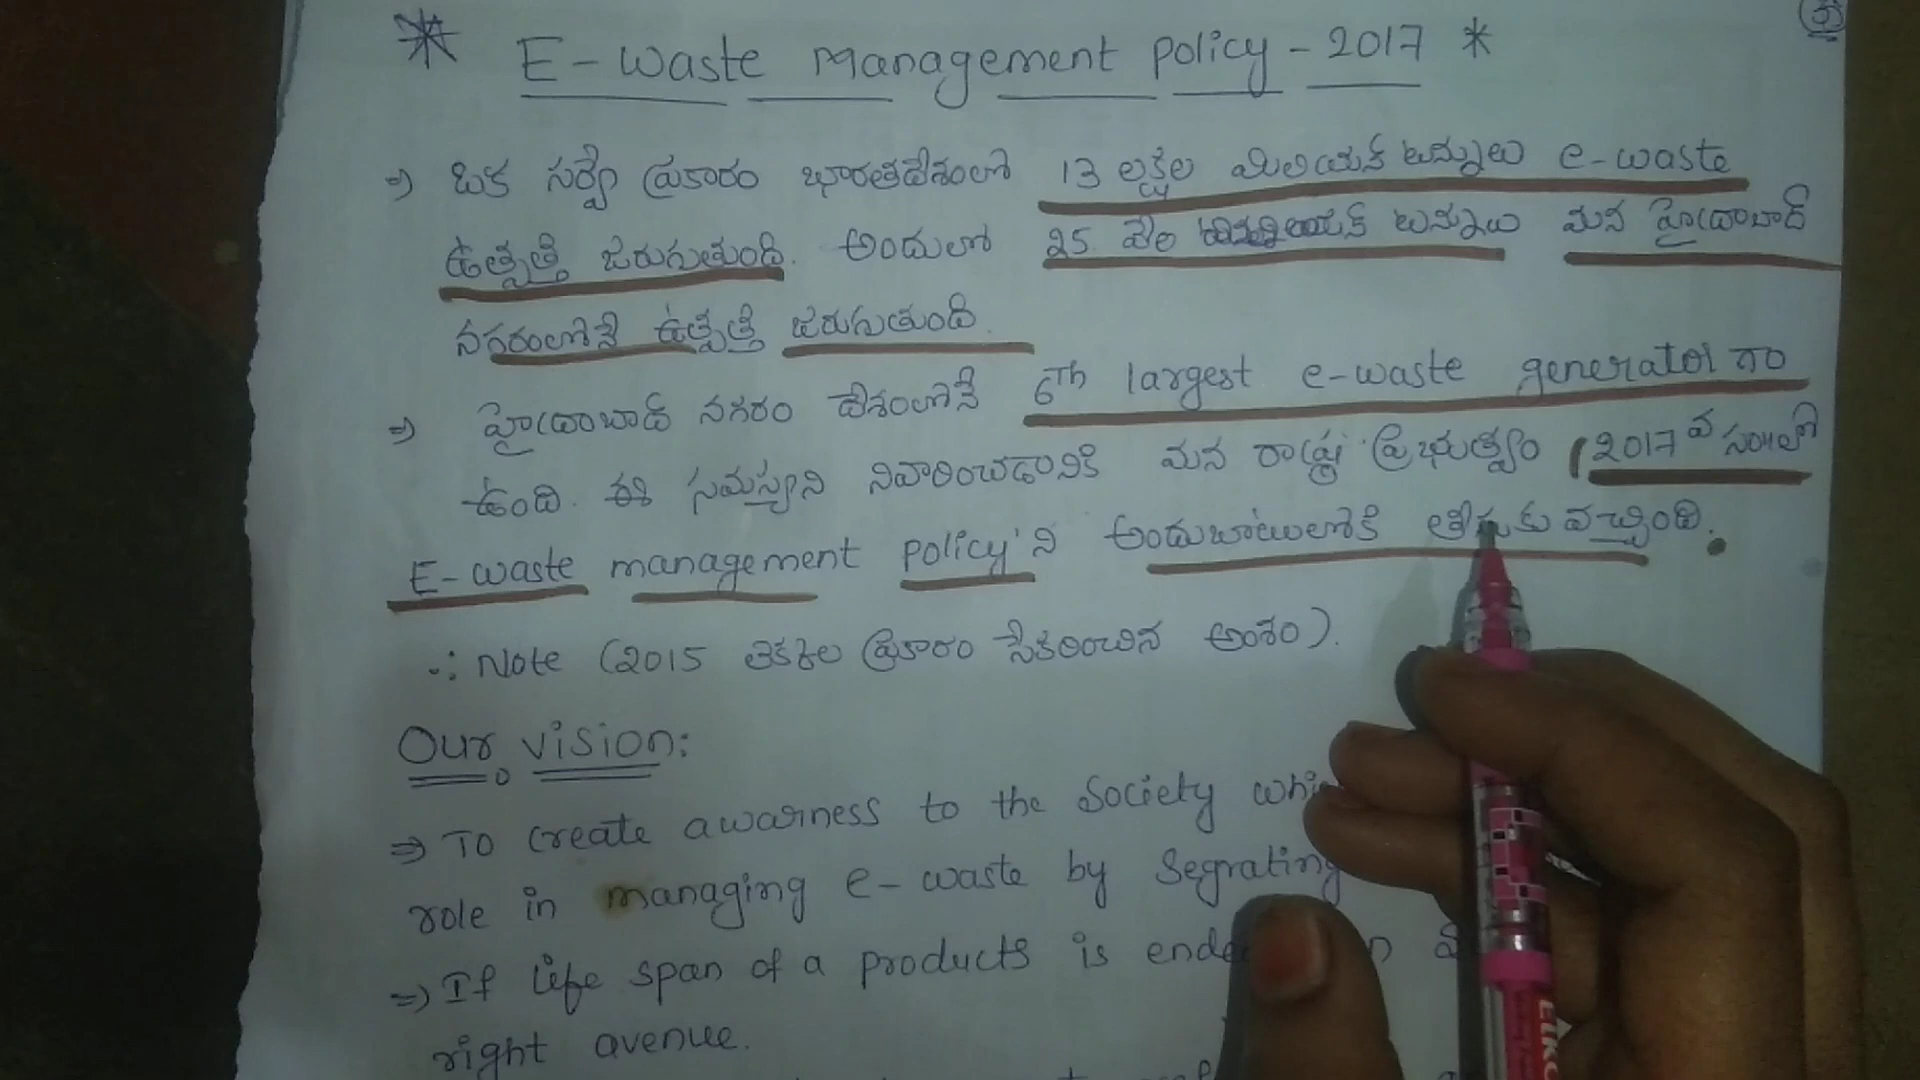 * E - waste management policy - 2017 *
⇒ ఒక సర్వే ప్రకారం భారతదేశంలో 13 లక్షల మిలియన్ టన్నులు e-waste
ఉత్పత్తి జరుగుతుంది. అందులో 25 వేల టన్నులు మన హైదరాబాద్
నగరంలోనే ఉత్పత్తి జరుగుతుంది.
⇒ హైదరాబాద్ నగరం దేశంలోనే 6Th largest e-waste generator గా
ఉంది. ఈ సమస్యని నివారించడానికి మన రాష్ట్ర ప్రభుత్వం (2017 వ సం॥లో
E-waste management policy'ని అందుబాటులోకి తీసుకు వచ్చింది.
∴ Note (2015 లెక్కల ప్రకారం సేకరించిన అంశం).
Our vision:
⇒ To create awarness to the Society
role in managing e-waste by Segrating
⇒ If life span of a products is
right avenue.
Elko